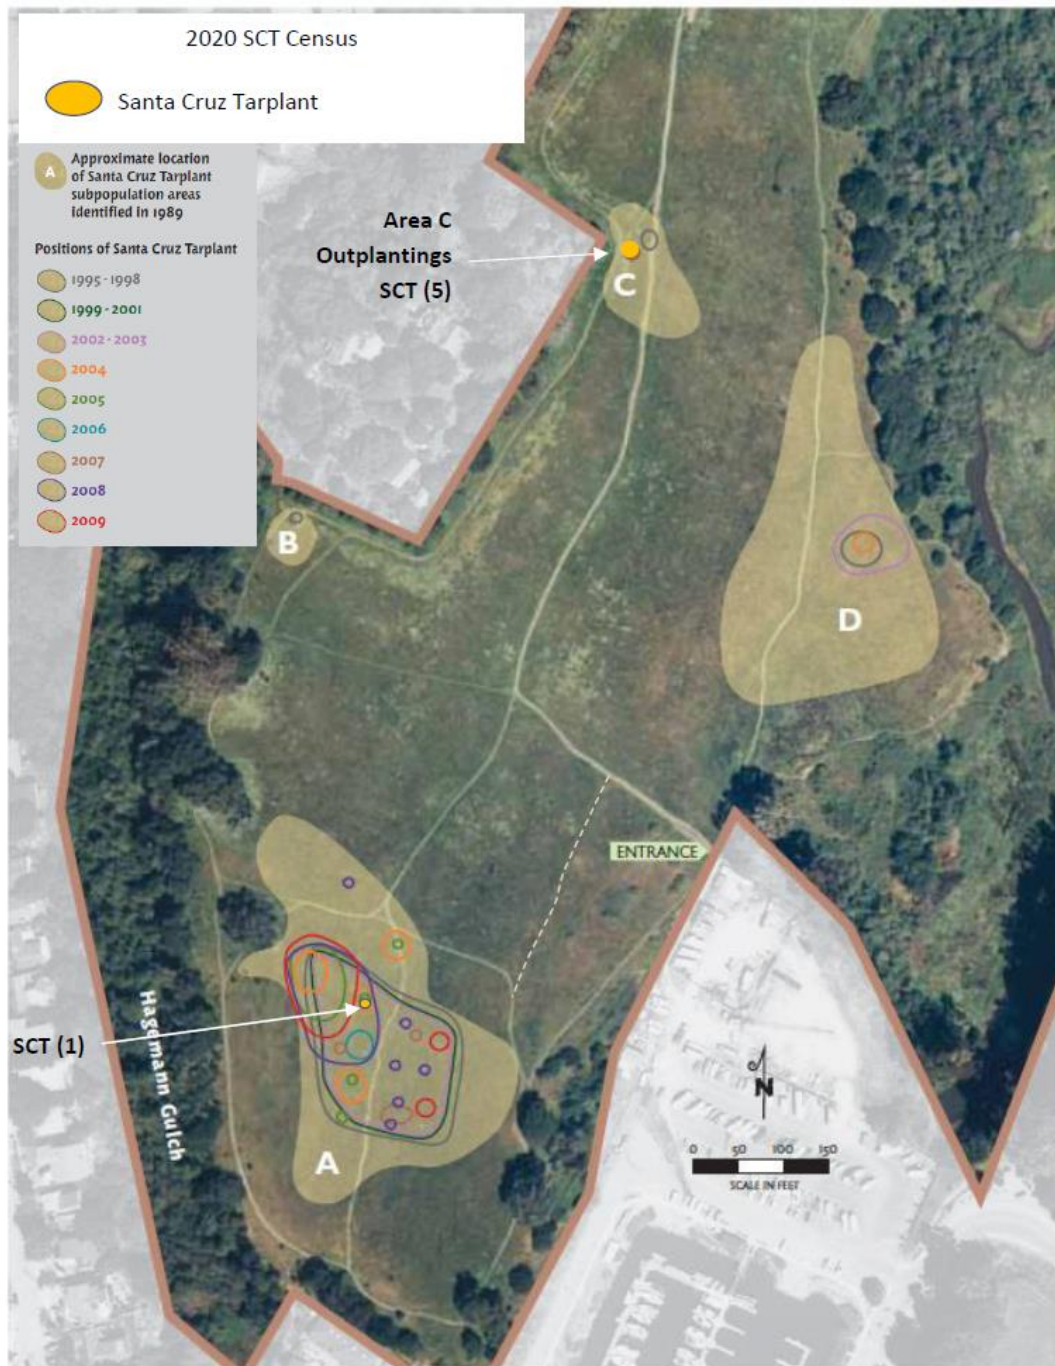 2020 SCT Census
Santa Cruz Tarplant
A
Approximate location
of Santa Cruz Tarplant
subpopulation areas
identified in 1989
Positions of Santa Cruz Tarplant
1995 - 1998
1999 - 2001
2002 - 2003
2004
2005
2006
2007
2008
2009
Area C
Outplantings
SCT (5)
C
B
D
ENTRANCE
SCT (1)
Hagemann Gulch
A
N
0 50 100 150
SCALE IN FEET